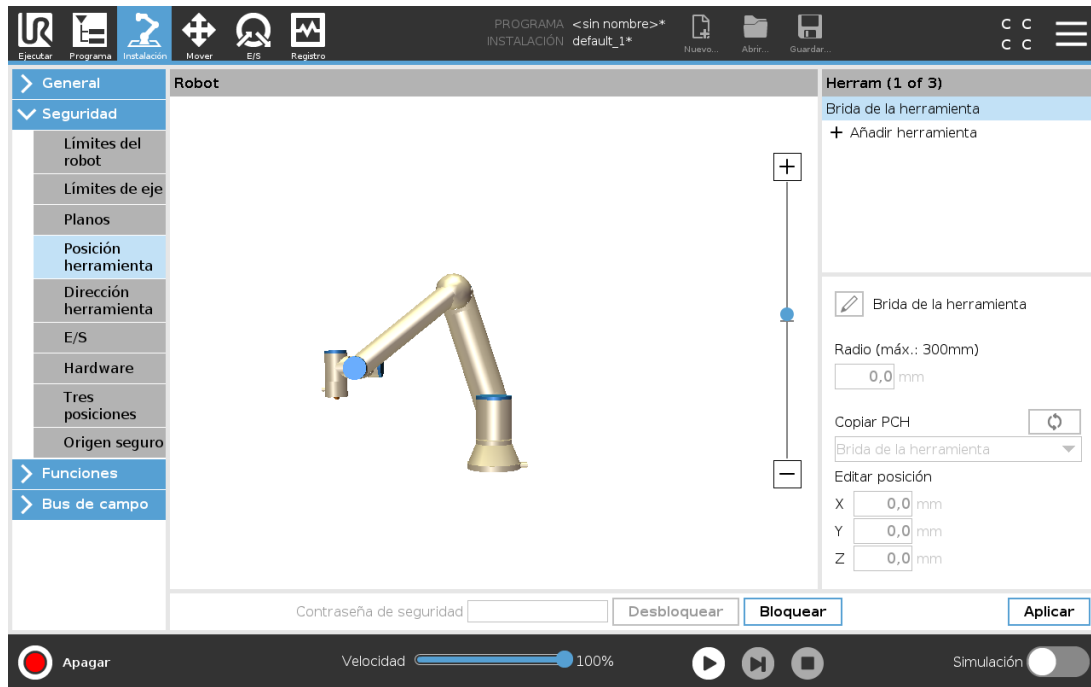 PROGRAMA <sin nombre>*
INSTALACIÓN default_1*
Ejecutar Programa Instalación Mover E/S Registro Nuevo... Abrir... Guardar...
C C
C C
General
Seguridad
Límites del
robot
Límites de eje
Planos
Posición
herramienta
Dirección
herramienta
E/S
Hardware
Tres
posiciones
Origen seguro
Funciones
Bus de campo
Robot
Herram (1 of 3)
Brida de la herramienta
+ Añadir herramienta
Brida de la herramienta
Radio (máx.: 300mm)
0,0 mm
Copiar PCH
Brida de la herramienta
Editar posición
X 0,0 mm
Y 0,0 mm
Z 0,0 mm
Contraseña de seguridad Desbloquear Bloquear Aplicar
Apagar Velocidad 100% Simulación